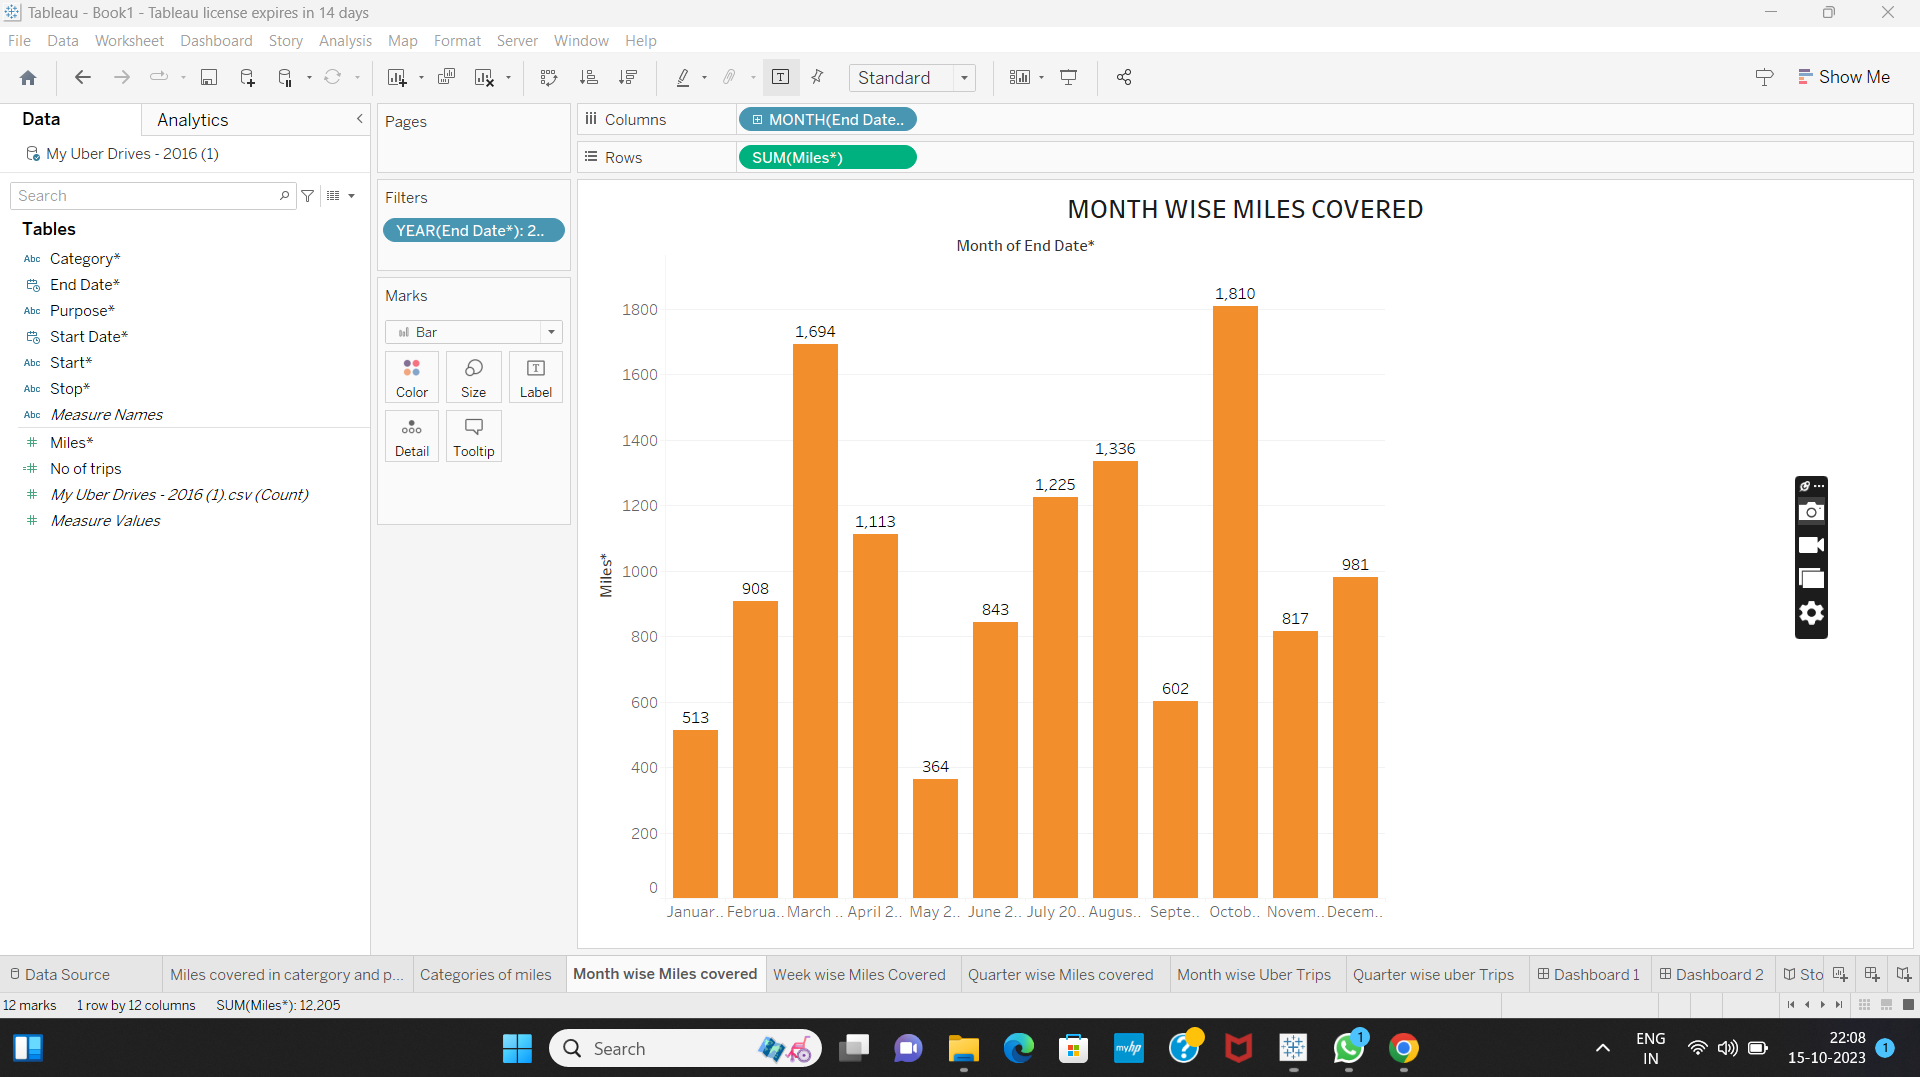 Tableau - Book1 - Tableau license expires in 14 days
File Data Worksheet Dashboard Story Analysis Map Format Server Window Help
Standard
Show Me
Data
Analytics
My Uber Drives - 2016 (1)
Search
Tables
Abc Category*
End Date*
Abc Purpose*
Start Date*
Abc Start*
Abc Stop*
Abc Measure Names
# Miles*
=# No of trips
# My Uber Drives - 2016 (1).csv (Count)
# Measure Values
Pages
Filters
YEAR(End Date*): 2..
Marks
Bar
Color Size Label
Detail Tooltip
Columns
MONTH(End Date..
Rows
SUM(Miles*)
MONTH WISE MILES COVERED
Month of End Date*
Miles*
1800
1600
1400
1200
1000
800
600
400
200
0
513
908
1,694
1,113
364
843
1,225
1,336
602
1,810
817
981
Januar.. Februa.. March .. April 2.. May 2.. June 2.. July 20.. Augus.. Septe.. Octob.. Novem.. Decem..
Data Source Miles covered in catergory and p... Categories of miles Month wise Miles covered Week wise Miles Covered Quarter wise Miles covered Month wise Uber Trips Quarter wise uber Trips Dashboard 1 Dashboard 2 Sto
12 marks 1 row by 12 columns SUM(Miles*): 12,205
Search
myhp
1
ENG
IN
22:08
15-10-2023
1